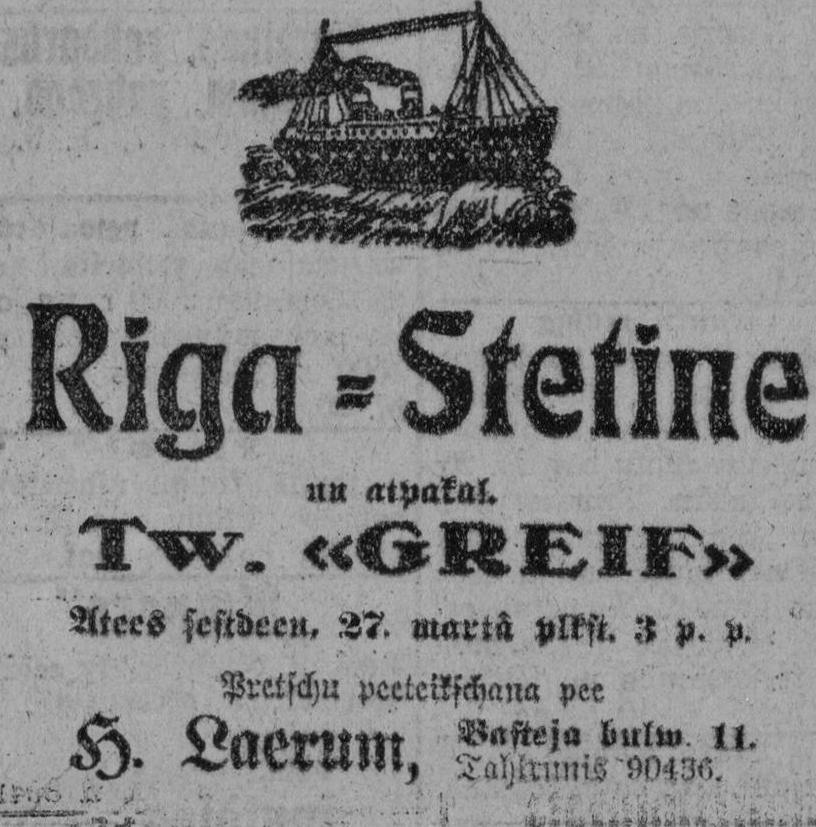 Riga = Stetine
un atpakaļ.
Tw. «GREIF»
Atees sestdeen, 27. martâ plkst. 3 p. p.
Pretschu peeteikschana pee
H. Laerum,
Basteja bulw. 11.
Tahlrunis 90436.